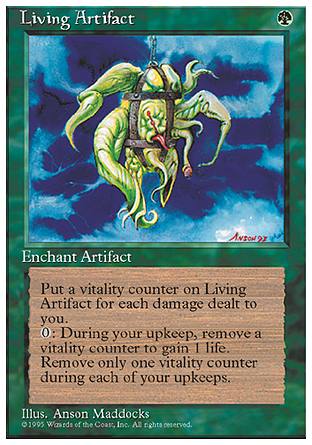 Living Artifact
ANSON 93
Enchant Artifact
Put a vitality counter on Living
Artifact for each damage dealt to
you.
0: During your upkeep, remove a
vitality counter to gain 1 life.
Remove only one vitality counter
during each of your upkeeps.
Illus. Anson Maddocks
©1995 Wizards of the Coast, Inc. All rights reserved.